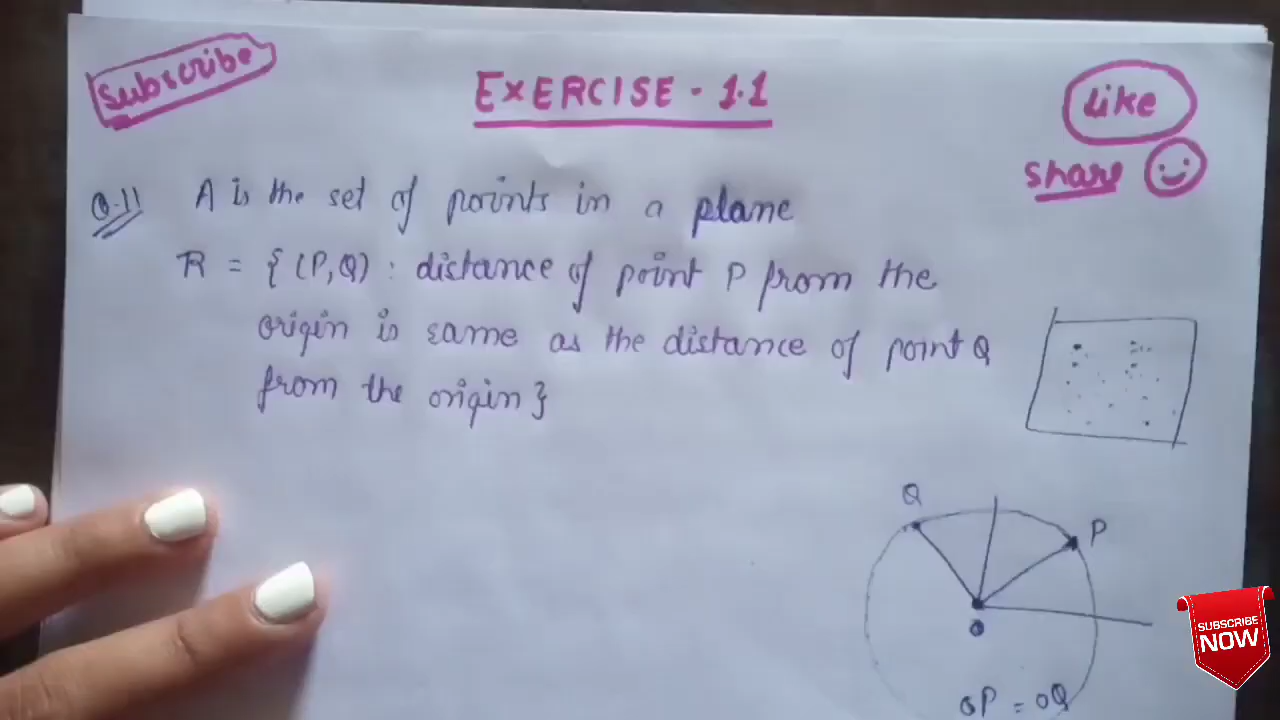 Subscribe
EXERCISE - 1.1
Like
share
Q-11 A is the set of points in a plane
R = {(P,Q) : distance of point P from the
origin is same as the distance of point Q
from the origin}
Q
P
O
OP = OQ
SUBSCRIBE
NOW